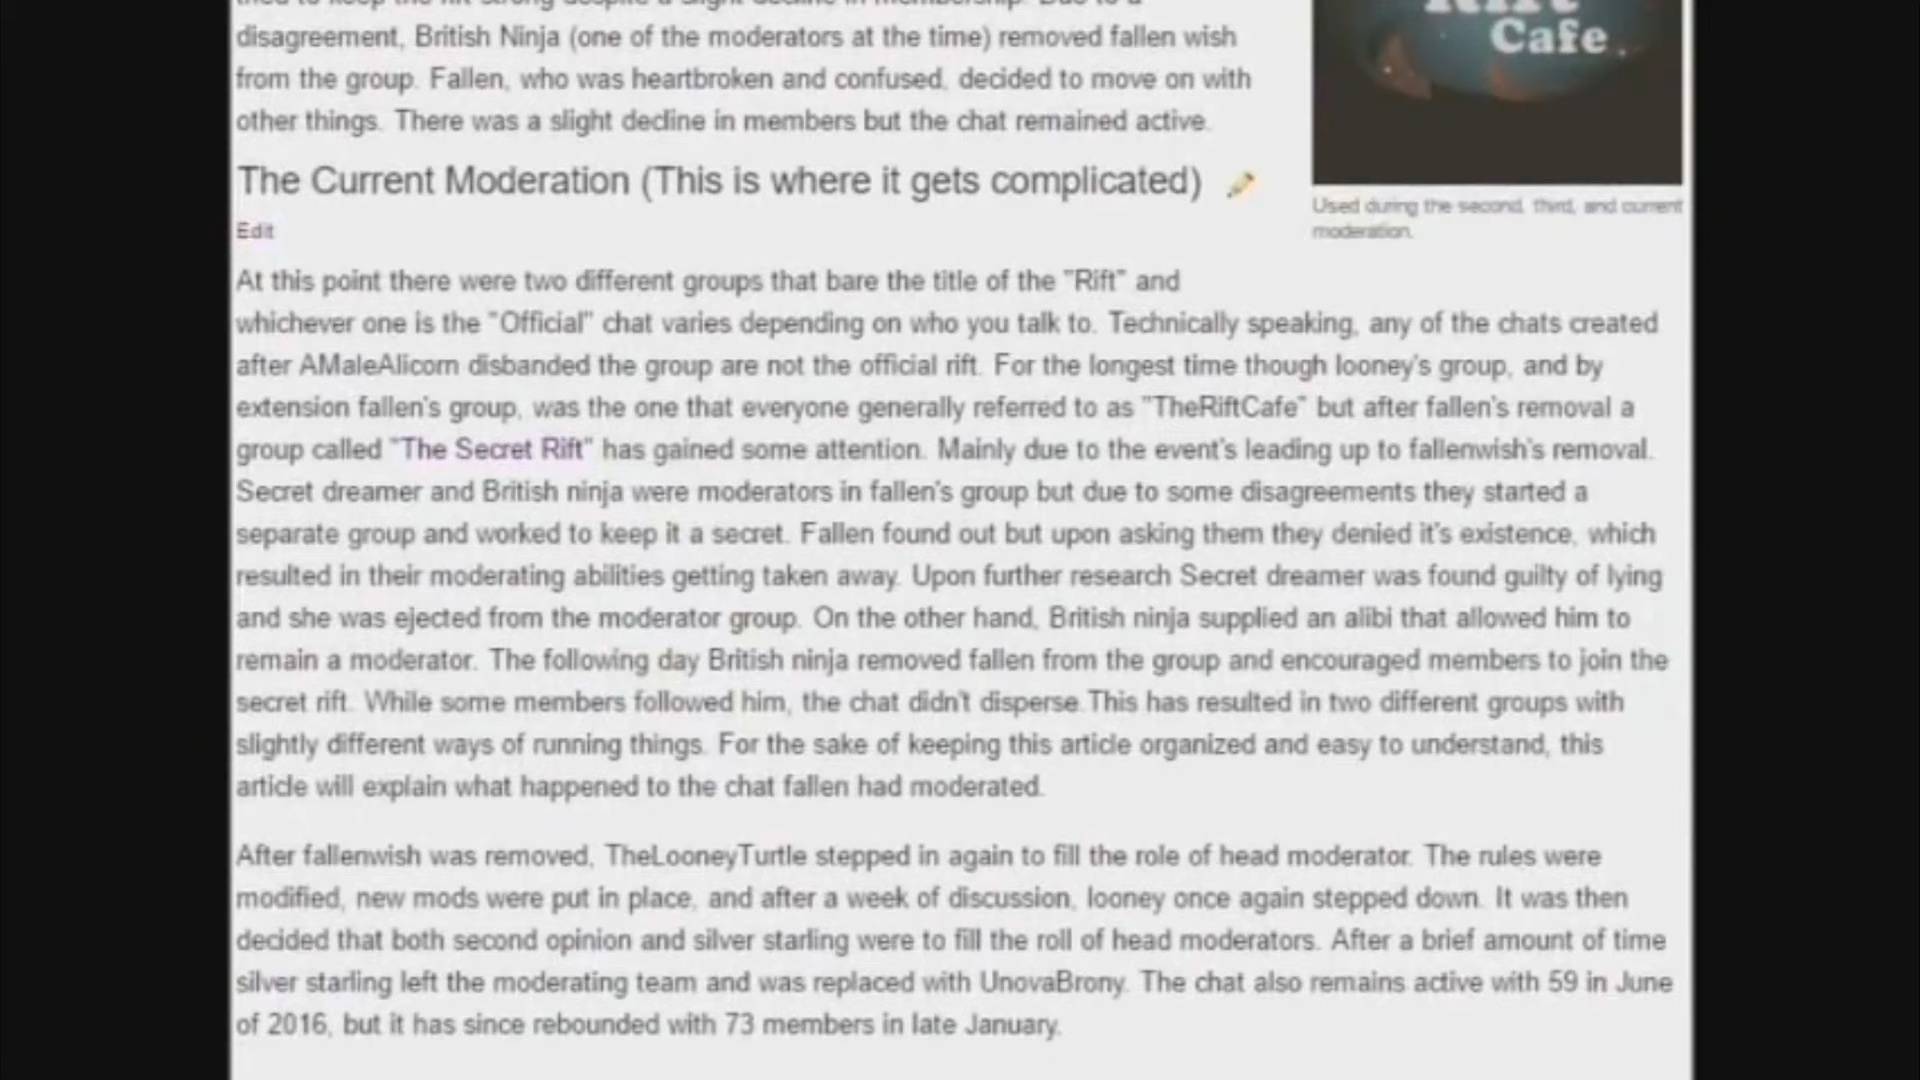 disagreement, British Ninja (one of the moderators at the time) removed fallen wish
from the group. Fallen, who was heartbroken and confused, decided to move on with
other things. There was a slight decline in members but the chat remained active.
Rift
Cafe
Used during the second, third, and current
moderation.
The Current Moderation (This is where it gets complicated)
Edit
At this point there were two different groups that bare the title of the "Rift" and
whichever one is the "Official" chat varies depending on who you talk to. Technically speaking, any of the chats created
after AMaleAlicorn disbanded the group are not the official rift. For the longest time though looney's group, and by
extension fallen's group, was the one that everyone generally referred to as "TheRiftCafe" but after fallen's removal a
group called "The Secret Rift" has gained some attention. Mainly due to the event's leading up to fallenwish's removal.
Secret dreamer and British ninja were moderators in fallen's group but due to some disagreements they started a
separate group and worked to keep it a secret. Fallen found out but upon asking them they denied it's existence, which
resulted in their moderating abilities getting taken away. Upon further research Secret dreamer was found guilty of lying
and she was ejected from the moderator group. On the other hand, British ninja supplied an alibi that allowed him to
remain a moderator. The following day British ninja removed fallen from the group and encouraged members to join the
secret rift. While some members followed him, the chat didn't disperse.This has resulted in two different groups with
slightly different ways of running things. For the sake of keeping this article organized and easy to understand, this
article will explain what happened to the chat fallen had moderated.
After fallenwish was removed, TheLooneyTurtle stepped in again to fill the role of head moderator. The rules were
modified, new mods were put in place, and after a week of discussion, looney once again stepped down. It was then
decided that both second opinion and silver starling were to fill the roll of head moderators. After a brief amount of time
silver starling left the moderating team and was replaced with UnovaBrony. The chat also remains active with 59 in June
of 2016, but it has since rebounded with 73 members in late January.